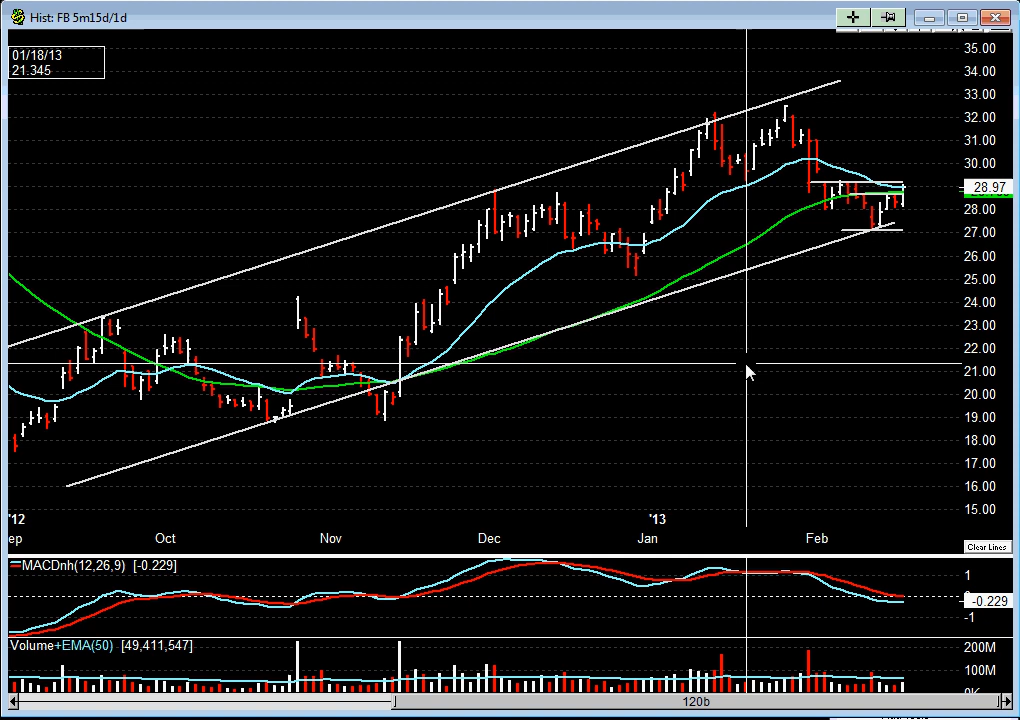 Hist: FB 5m15d/1d
01/18/13
21.345
35.00
34.00
33.00
32.00
31.00
30.00
28.97
28.00
27.00
26.00
25.00
24.00
23.00
22.00
21.00
20.00
19.00
18.00
17.00
16.00
15.00
'12
'13
ep
Oct
Nov
Dec
Jan
Feb
Clear Lines
MACDnh(12,26,9) [-0.229]
1
-0.229
-1
Volume+EMA(50) [49,411,547]
200M
100M
0K
120b